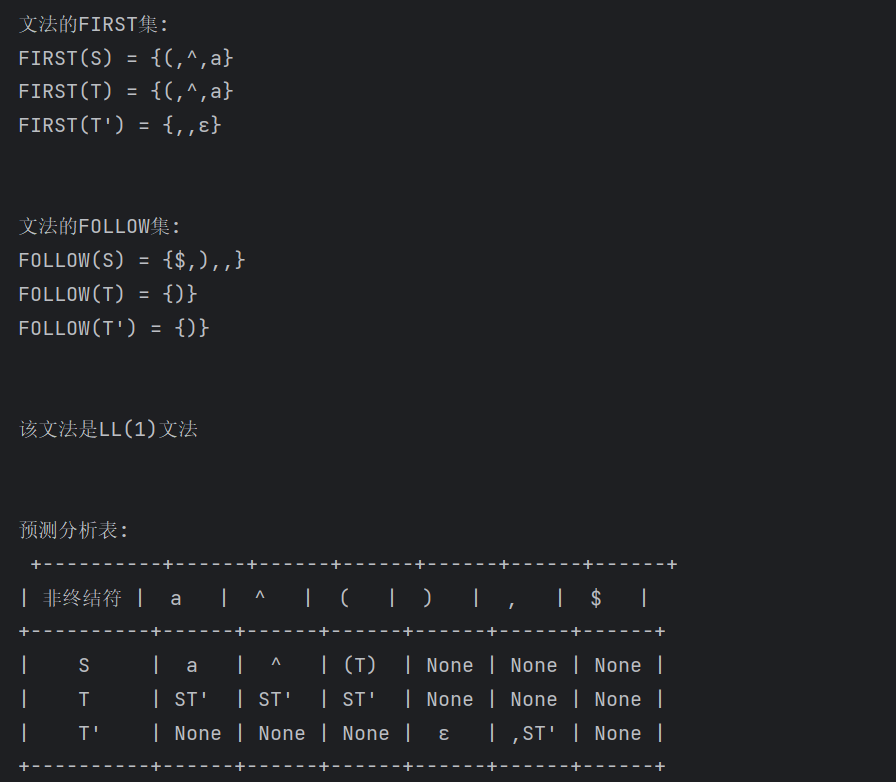 文法的FIRST集:
FIRST(S) = {(,^,a}
FIRST(T) = {(,^,a}
FIRST(T') = {,,ε}
文法的FOLLOW集:
FOLLOW(S) = {$,),,}
FOLLOW(T) = {)}
FOLLOW(T') = {)}
该文法是LL(1)文法
预测分析表:
+----------+------+------+------+------+------+------+
| 非终结符 | a | ^ | ( | ) | , | $ |
+----------+------+------+------+------+------+------+
| S | a | ^ | (T) | None | None | None |
| T | ST' | ST' | ST' | None | None | None |
| T' | None | None | None | ε | ,ST' | None |
+----------+------+------+------+------+------+------+